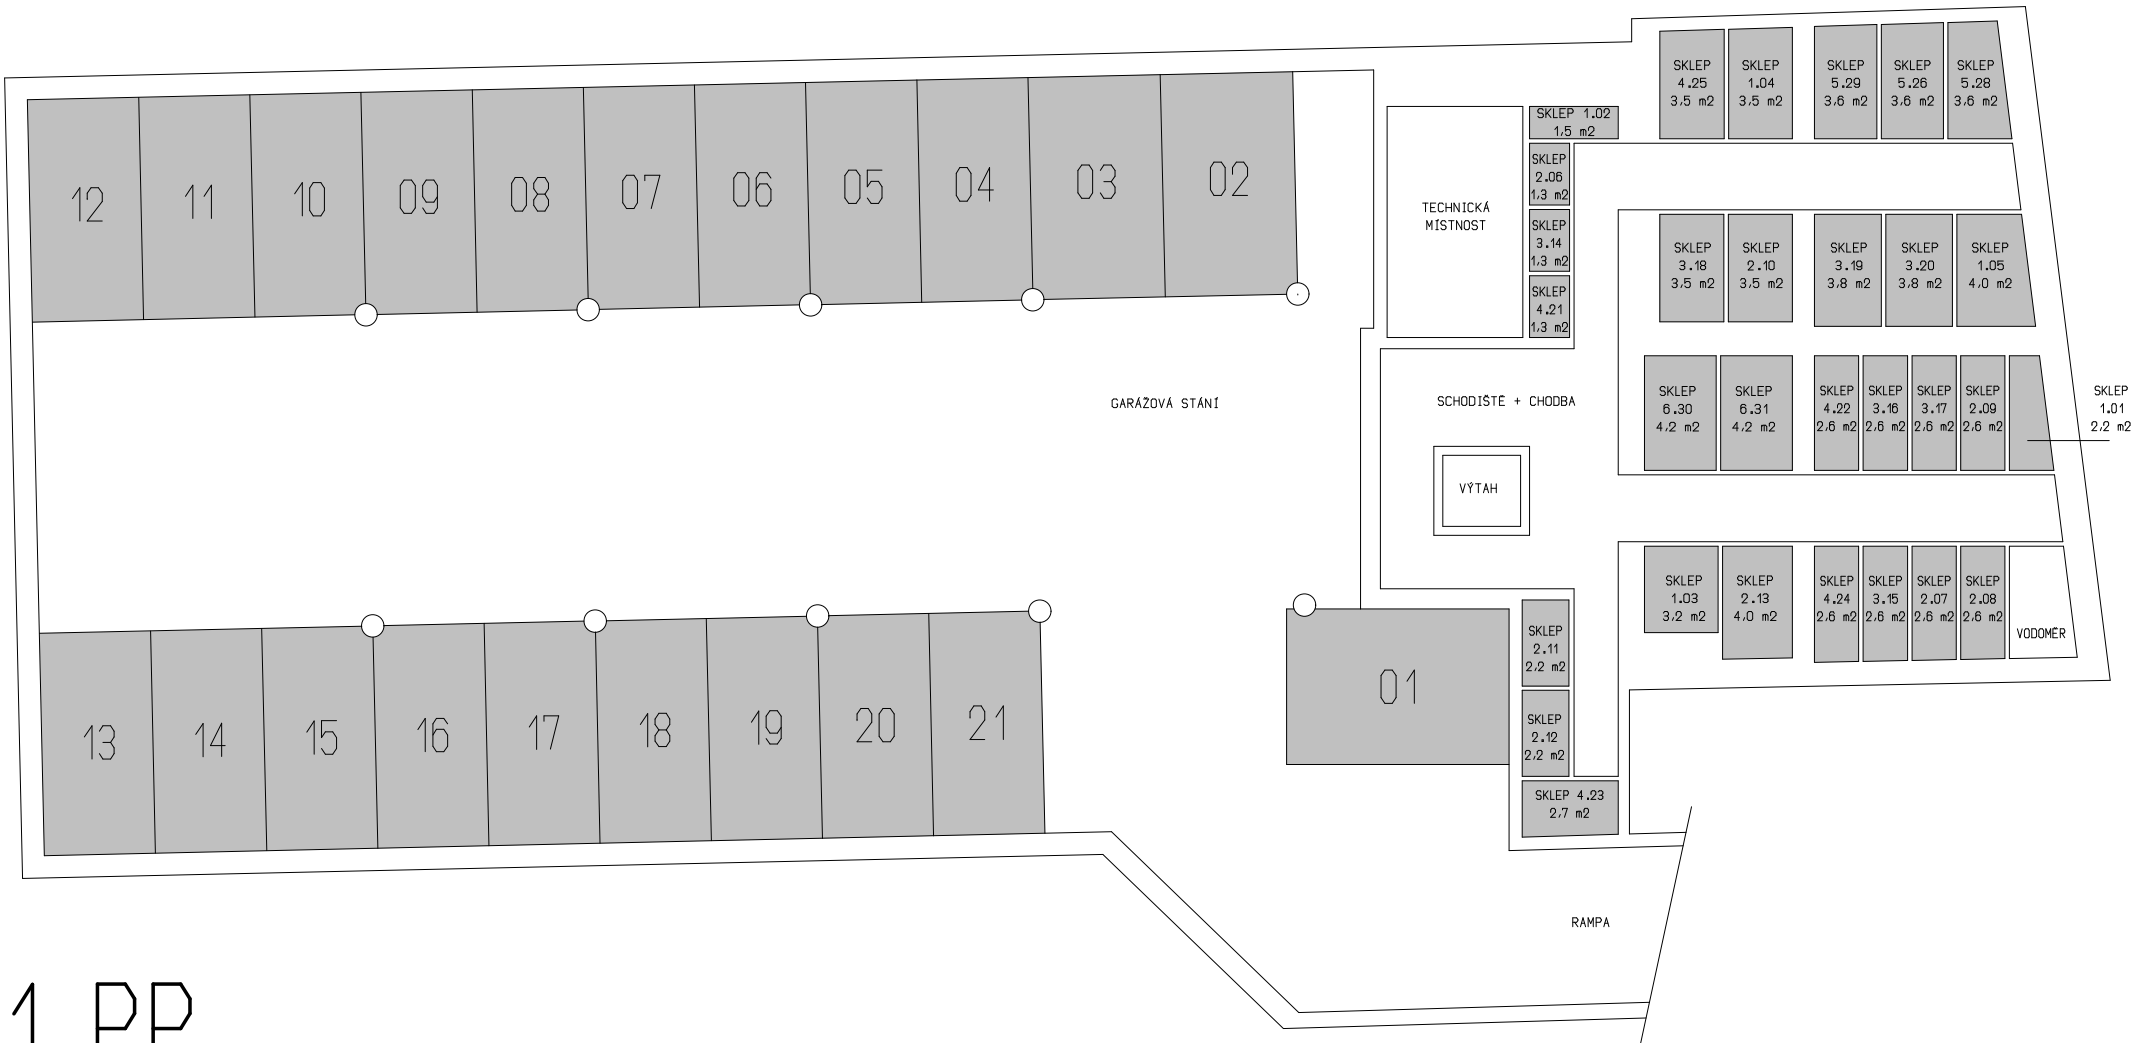 SKLEP
4.25
3,5 m2
SKLEP
1.04
3,5 m2
SKLEP
5.29
3,6 m2
SKLEP
5.26
3,6 m2
SKLEP
5.28
3,6 m2
SKLEP 1.02
1,5 m2
SKLEP
2.06
1,3 m2
SKLEP
3.14
1,3 m2
SKLEP
4.21
1,3 m2
TECHNICKÁ
MÍSTNOST
12
11
10
09
08
07
06
05
04
03
02
SKLEP
3.18
3,5 m2
SKLEP
2.10
3,5 m2
SKLEP
3.19
3,8 m2
SKLEP
3.20
3,8 m2
SKLEP
1.05
4,0 m2
GARÁŽOVÁ STÁNÍ
SCHODIŠTĚ + CHODBA
VÝTAH
SKLEP
6.30
4,2 m2
SKLEP
6.31
4,2 m2
SKLEP
4.22
2,6 m2
SKLEP
3.16
2,6 m2
SKLEP
3.17
2,6 m2
SKLEP
2.09
2,6 m2
SKLEP
1.01
2,2 m2
SKLEP
1.03
3,2 m2
SKLEP
2.13
4,0 m2
SKLEP
4.24
2,6 m2
SKLEP
3.15
2,6 m2
SKLEP
2.07
2,6 m2
SKLEP
2.08
2,6 m2
VODOMĚR
13
14
15
16
17
18
19
20
21
01
SKLEP
2.11
2,2 m2
SKLEP
2.12
2,2 m2
SKLEP 4.23
2,7 m2
RAMPA
1 PP